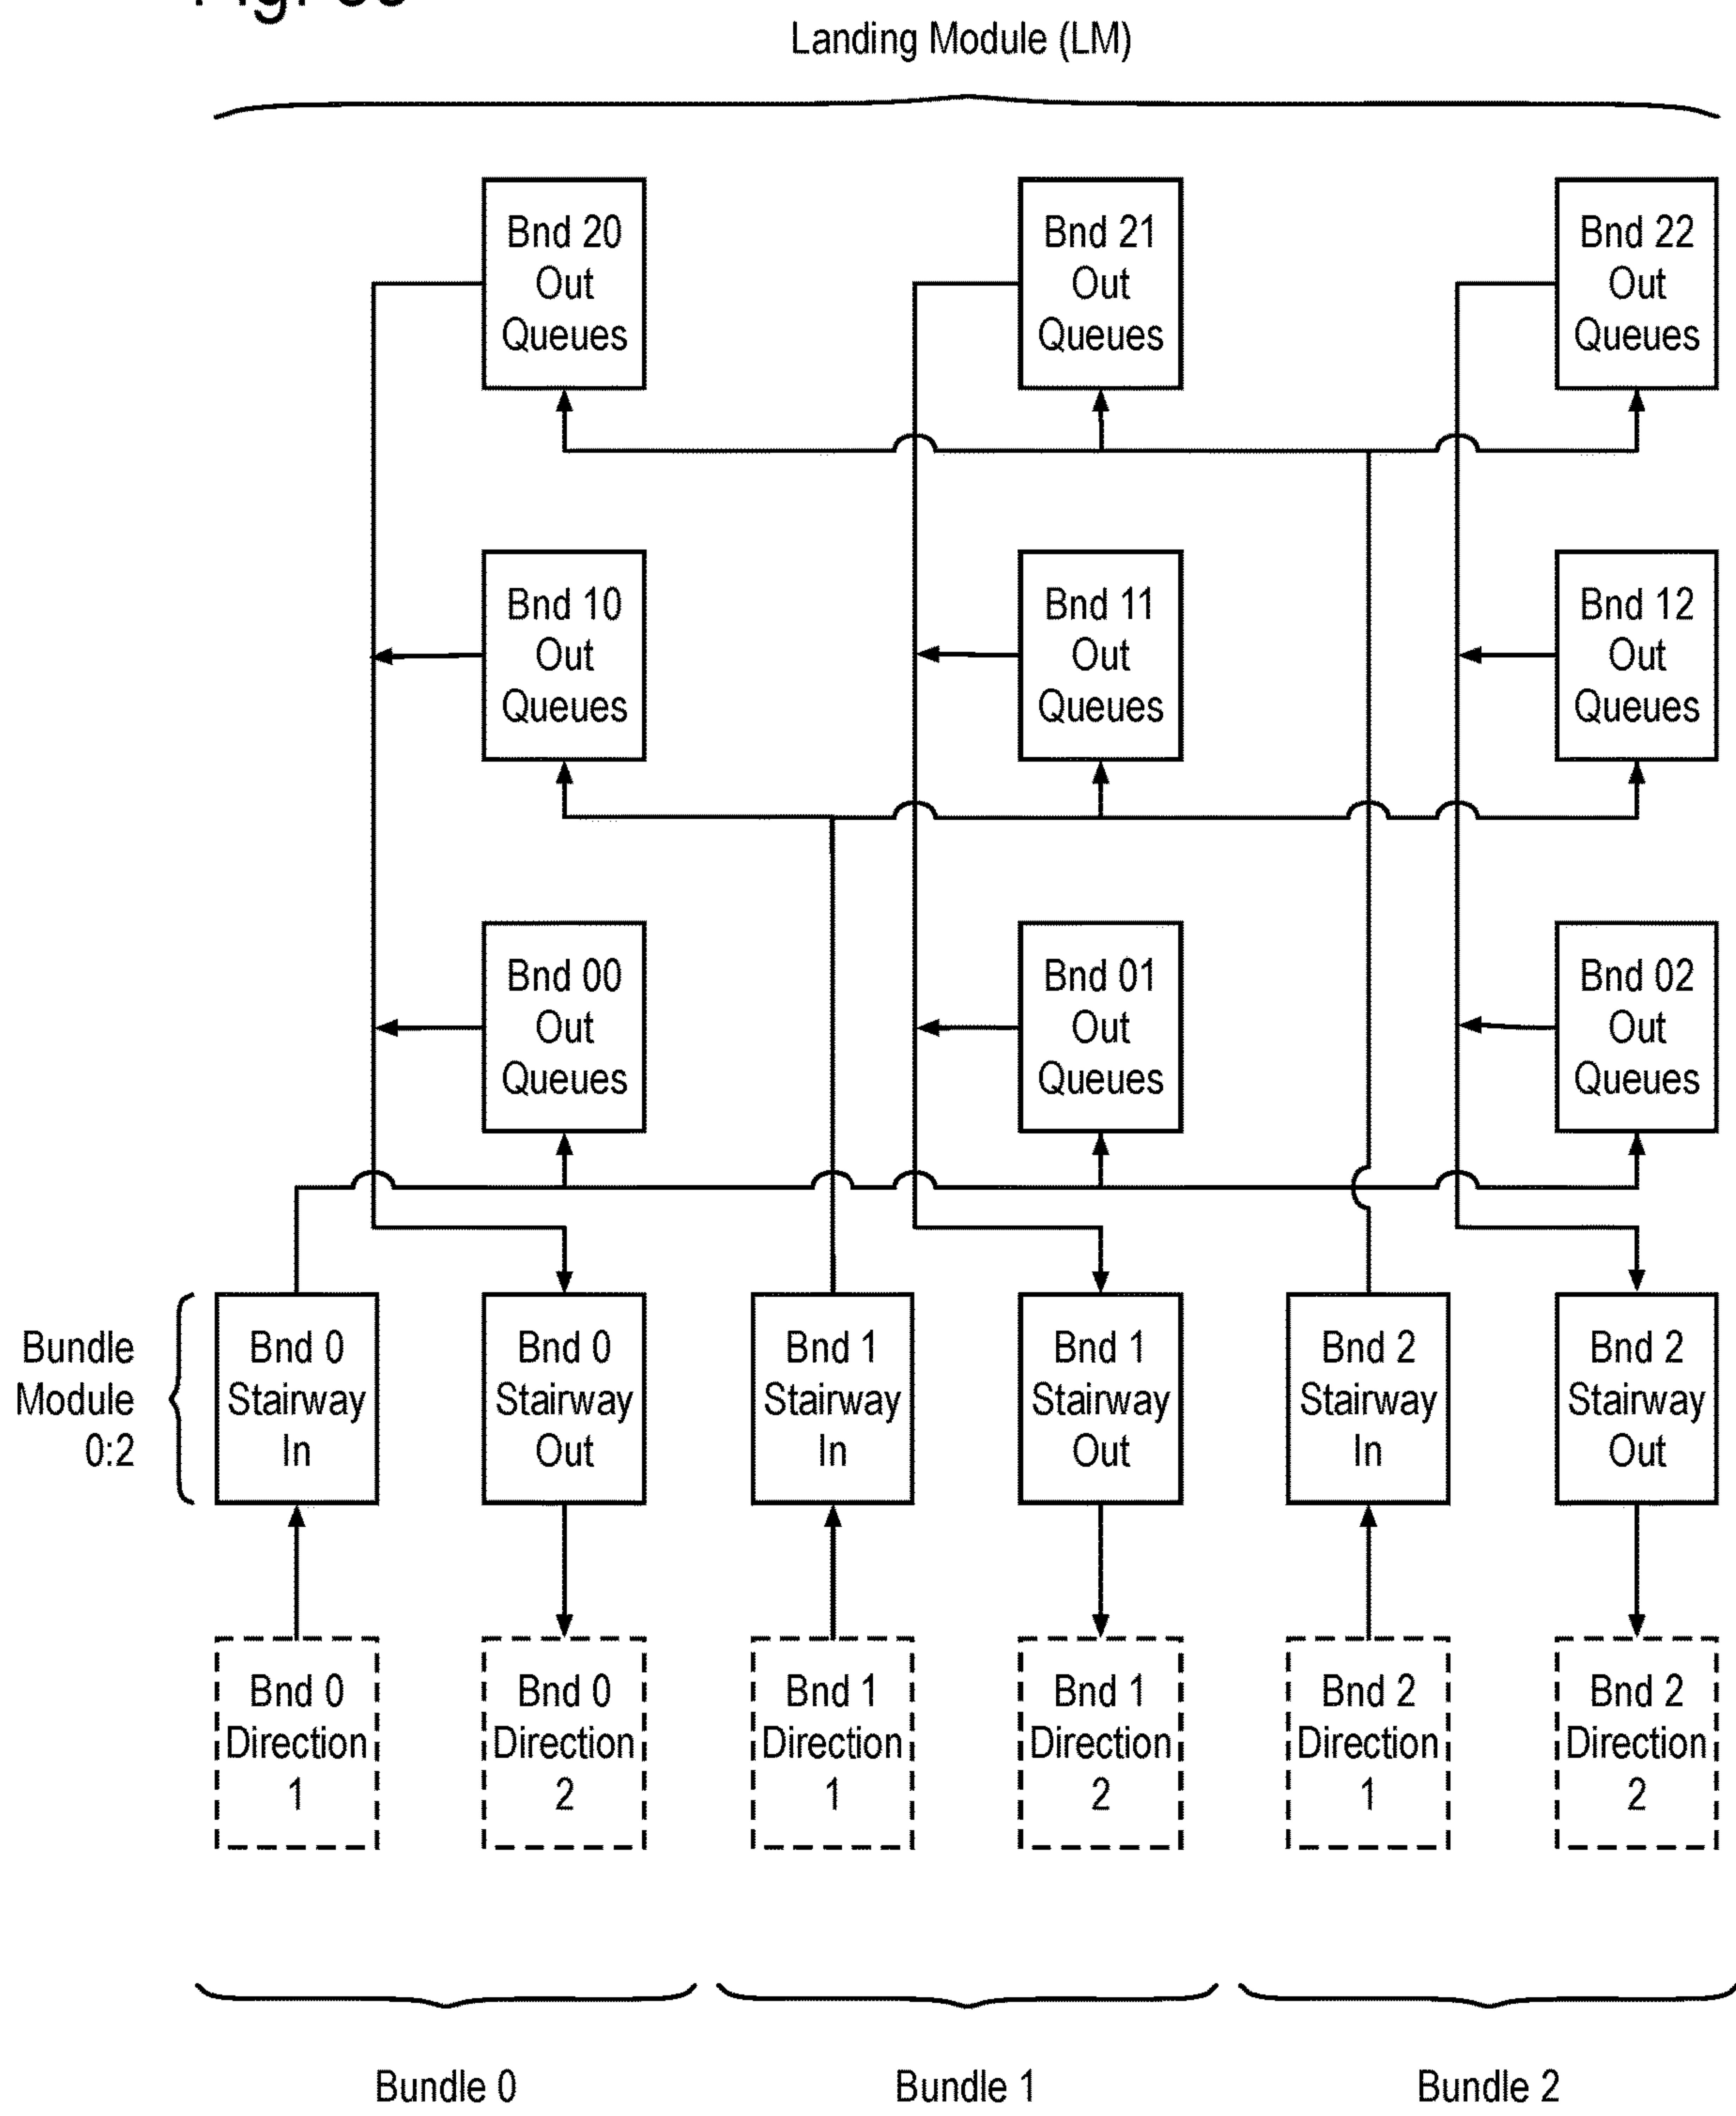 Landing Module (LM)
Bnd 20
Out
Queues
Bnd 21
Out
Queues
Bnd 22
Out
Queues
Bnd 10
Out
Queues
Bnd 11
Out
Queues
Bnd 12
Out
Queues
Bnd 00
Out
Queues
Bnd 01
Out
Queues
Bnd 02
Out
Queues
Bundle
Module
0:2
Bnd 0
Stairway
In
Bnd 0
Stairway
Out
Bnd 1
Stairway
In
Bnd 1
Stairway
Out
Bnd 2
Stairway
In
Bnd 2
Stairway
Out
Bnd 0
Direction
1
Bnd 0
Direction
2
Bnd 1
Direction
1
Bnd 1
Direction
2
Bnd 2
Direction
1
Bnd 2
Direction
2
Bundle 0
Bundle 1
Bundle 2